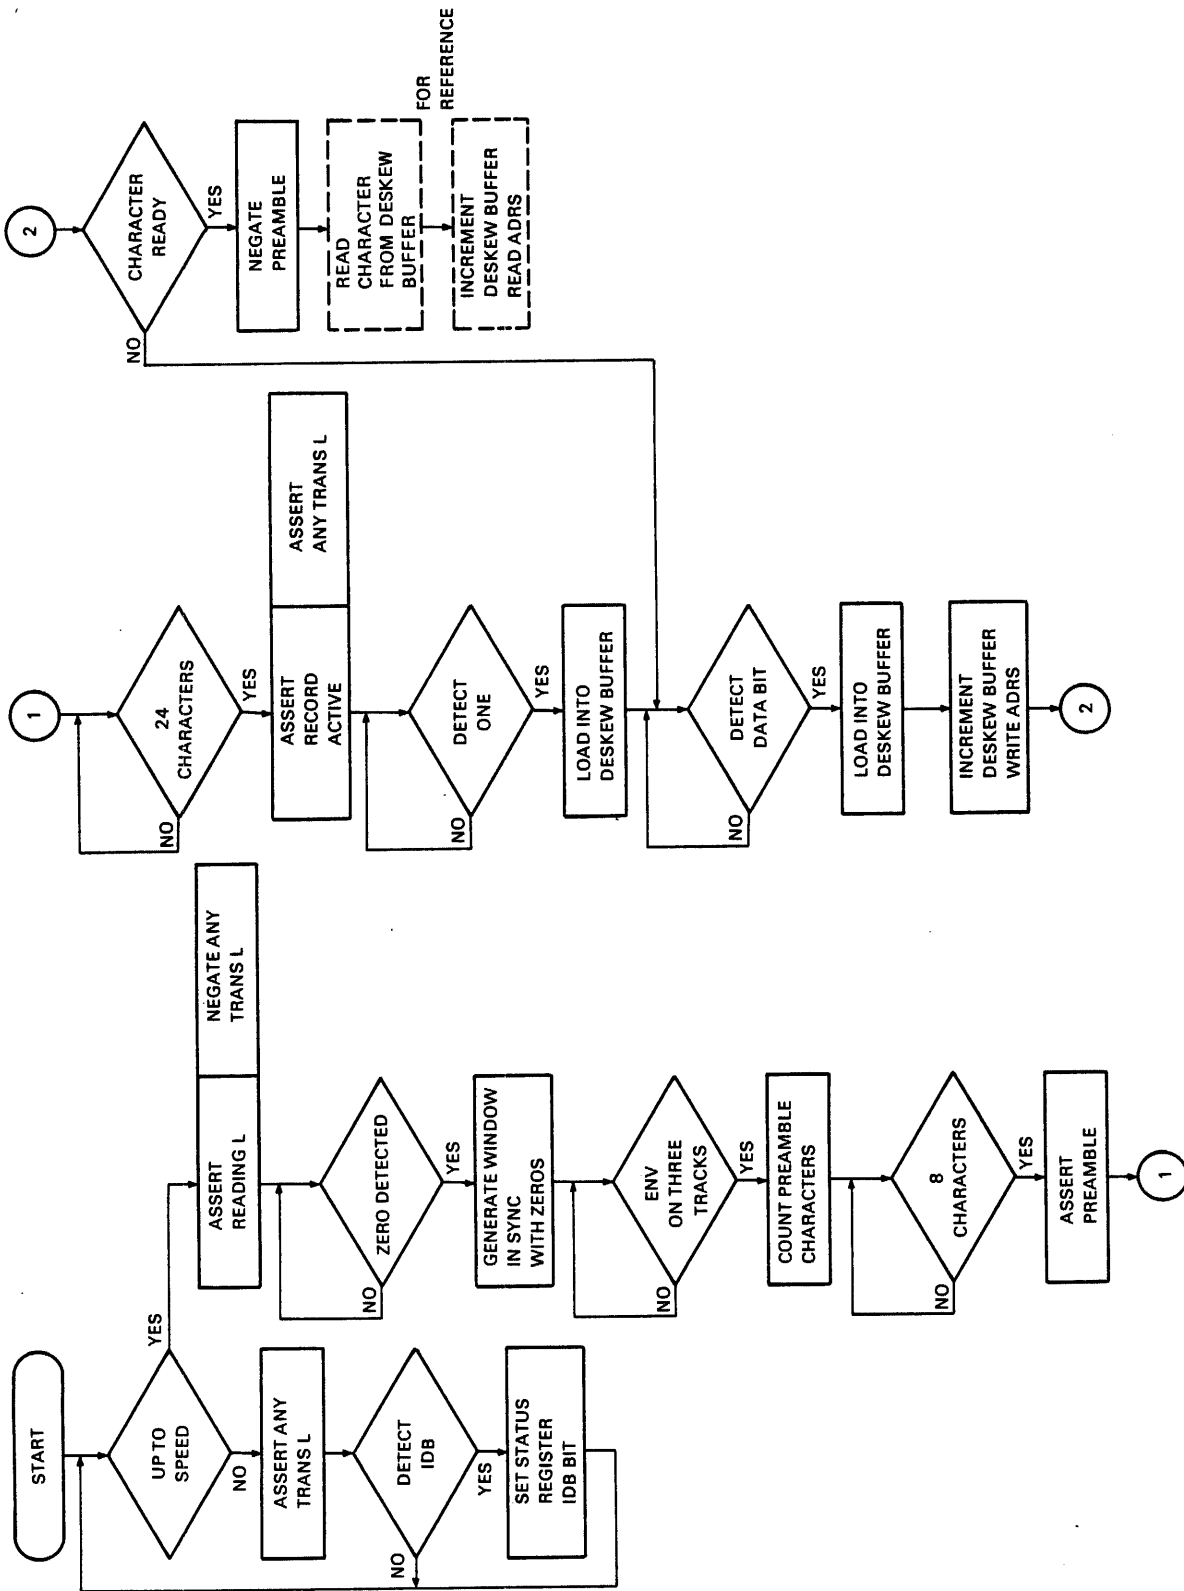 START
UP TO
SPEED
YES
NO
ASSERT ANY
TRANS L
DETECT
IDB
NO
YES
SET STATUS
REGISTER
IDB BIT
ASSERT
READING L
NEGATE ANY
TRANS L
ZERO DETECTED
NO
YES
GENERATE WINDOW
IN SYNC
WITH ZEROS
ENV
ON THREE
TRACKS
NO
YES
COUNT PREAMBLE
CHARACTERS
8
CHARACTERS
NO
YES
ASSERT
PREAMBLE
1
1
24
CHARACTERS
NO
YES
ASSERT
RECORD
ACTIVE
ASSERT
ANY TRANS L
DETECT
ONE
NO
YES
LOAD INTO
DESKEW BUFFER
DETECT
DATA BIT
NO
YES
LOAD INTO
DESKEW BUFFER
INCREMENT
DESKEW BUFFER
WRITE ADRS
2
2
CHARACTER
READY
NO
YES
NEGATE
PREAMBLE
READ
CHARACTER
FROM DESKEW
BUFFER
INCREMENT
DESKEW BUFFER
READ ADRS
FOR
REFERENCE